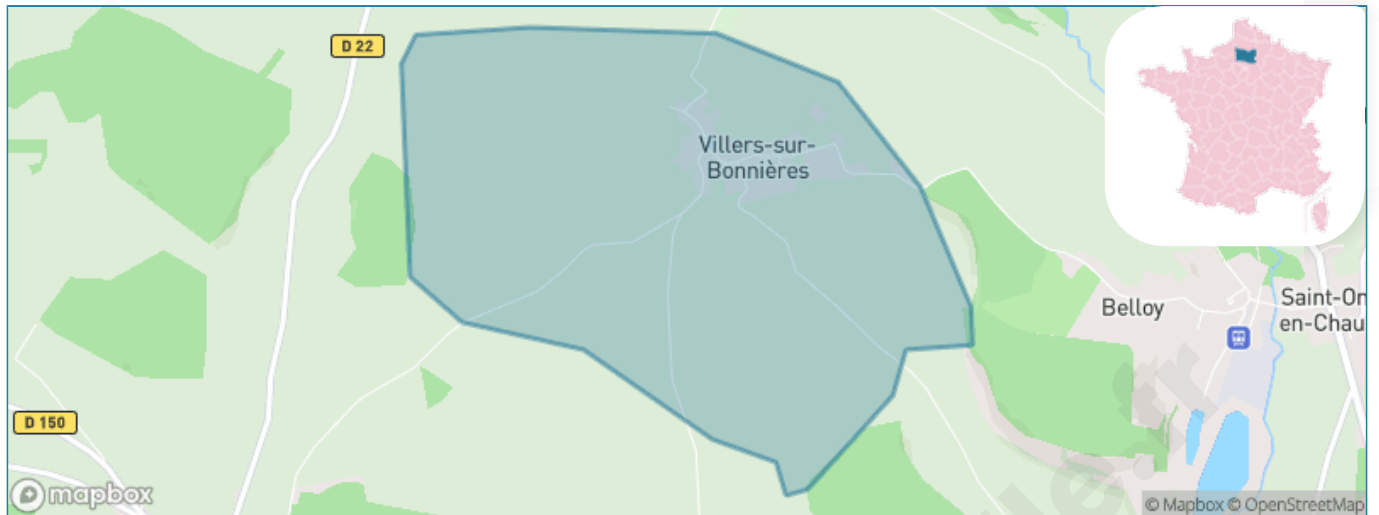 D 22
Villers-sur-
Bonnières
Belloy
Saint-Om
en-Chau
D 150
mapbox
© Mapbox © OpenStreetMap